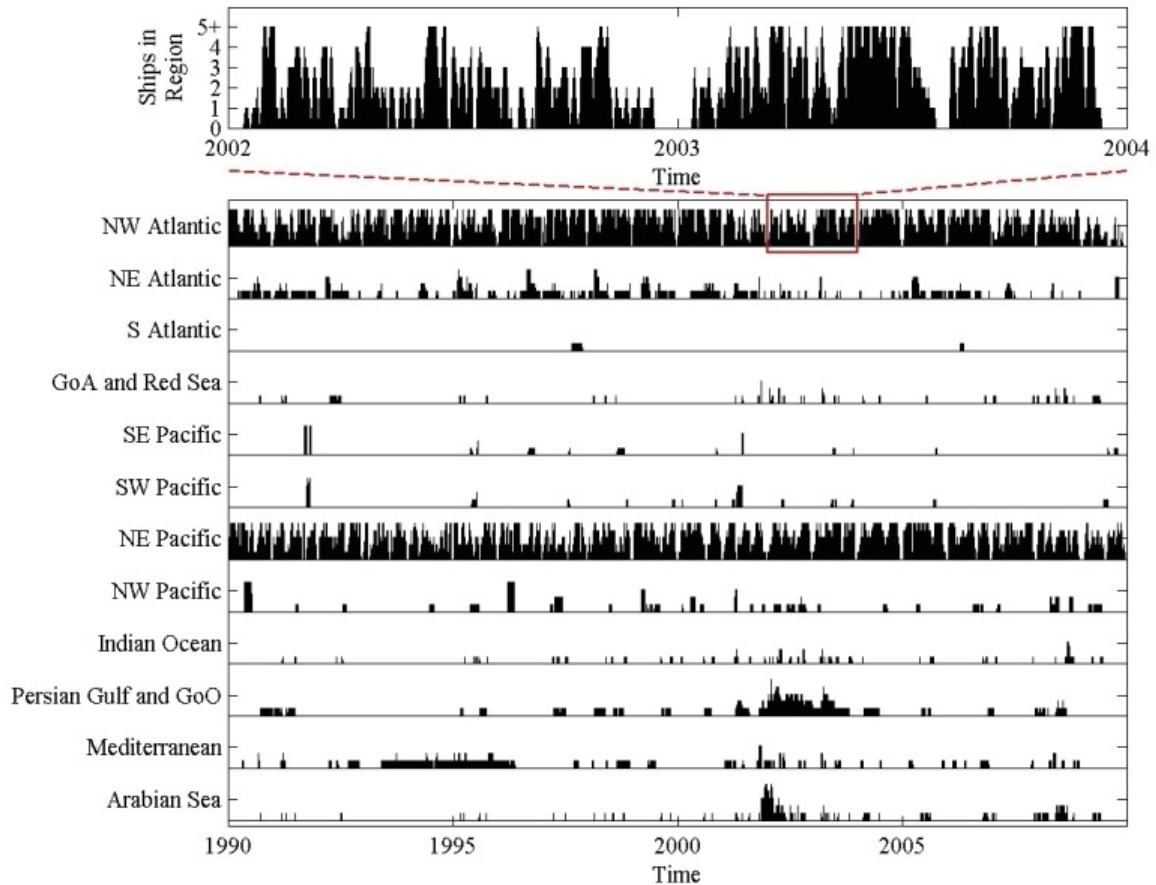 Ships in
Region
5+
4
3
2
1
0
2002 2003 2004
Time
NW Atlantic
NE Atlantic
S Atlantic
GoA and Red Sea
SE Pacific
SW Pacific
NE Pacific
NW Pacific
Indian Ocean
Persian Gulf and GoO
Mediterranean
Arabian Sea
1990 1995 2000 2005
Time